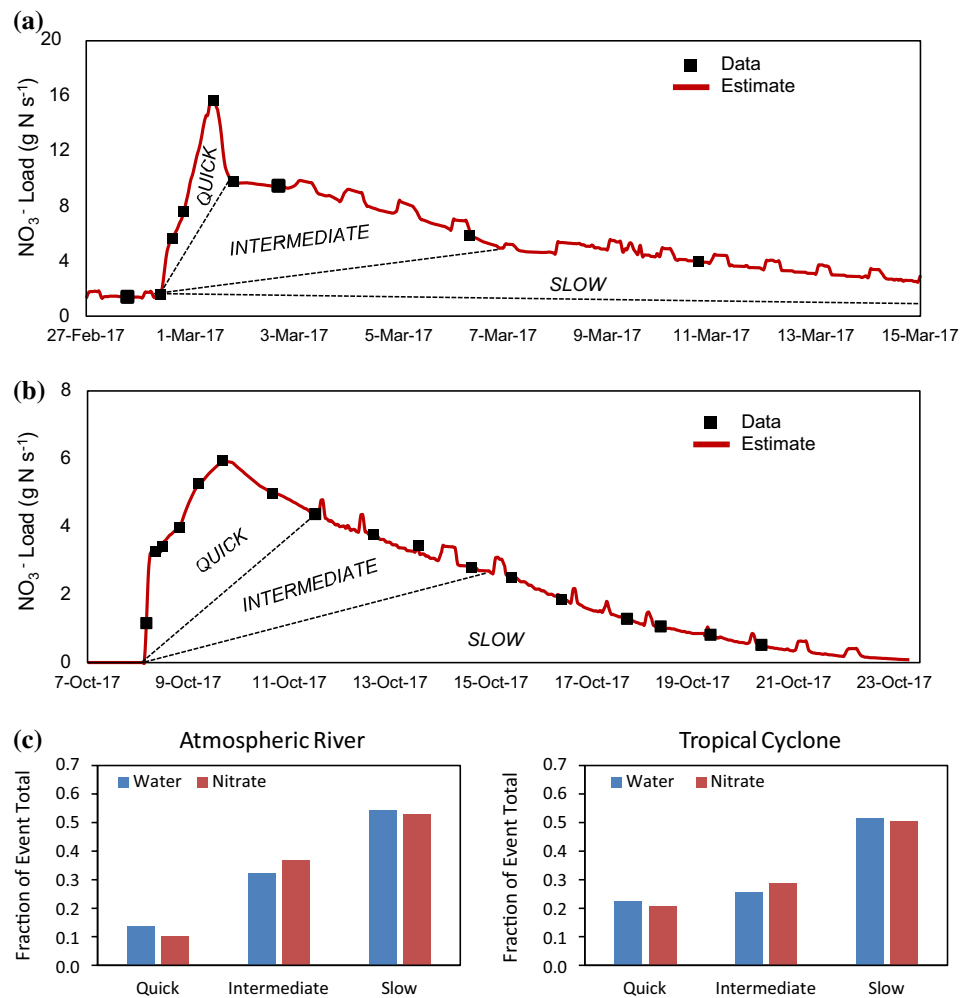 (a)
20
16
12
8
4
0
NO₃ - Load (g N s⁻¹)
Data
Estimate
QUICK
INTERMEDIATE
SLOW
27-Feb-17 1-Mar-17 3-Mar-17 5-Mar-17 7-Mar-17 9-Mar-17 11-Mar-17 13-Mar-17 15-Mar-17
(b)
8
6
4
2
0
NO₃ - Load (g N s⁻¹)
Data
Estimate
QUICK
INTERMEDIATE
SLOW
7-Oct-17 9-Oct-17 11-Oct-17 13-Oct-17 15-Oct-17 17-Oct-17 19-Oct-17 21-Oct-17 23-Oct-17
(c)
Atmospheric River
Fraction of Event Total
0.7
0.6
0.5
0.4
0.3
0.2
0.1
0.0
Water Nitrate
Quick Intermediate Slow
Tropical Cyclone
Fraction of Event Total
0.7
0.6
0.5
0.4
0.3
0.2
0.1
0.0
Water Nitrate
Quick Intermediate Slow